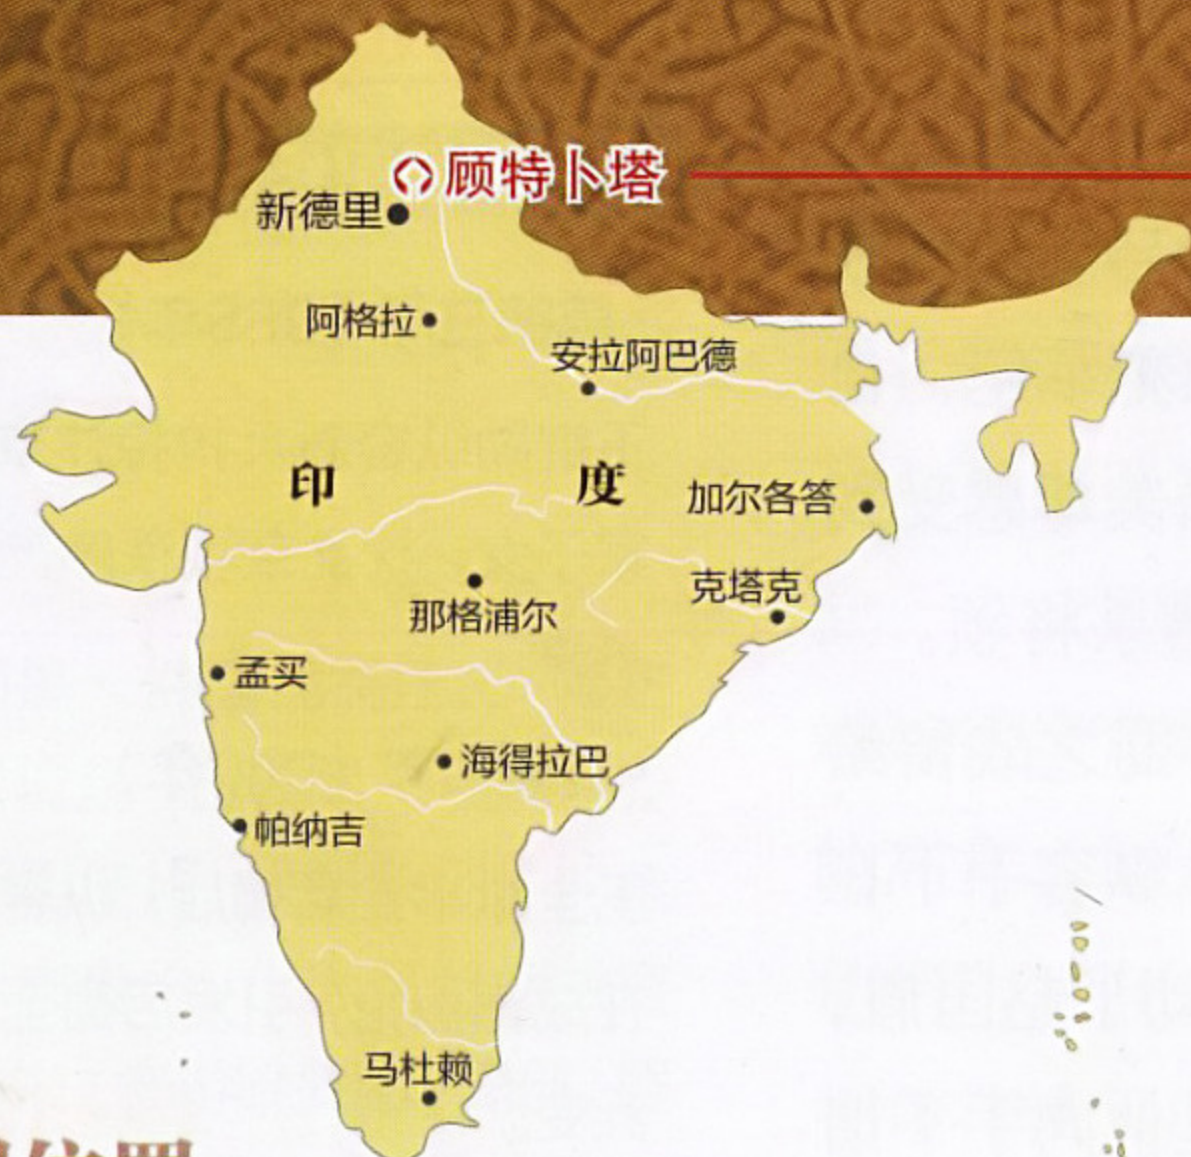 顾特卜塔
新德里
阿格拉
安拉阿巴德
印度
加尔各答
克塔克
那格浦尔
孟买
海得拉巴
帕纳吉
马杜赖